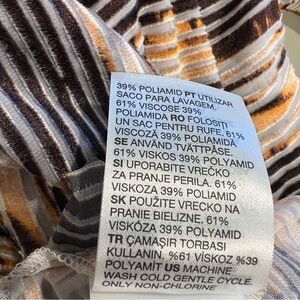 39% POLIAMID PT UTILIZAR
SACO PARA LAVAGEM.
61% VISCOSE 39%
POLIAMIDA RO FOLOSIȚI
UN SAC PENTRU RUFE. 61%
VISCOZĂ 39% POLIAMIDĂ
SE ANVÄND TVÄTTPÅSE.
61% VISKOS 39% POLYAMID
SI UPORABITE VREČKO
ZA PRANJE PERILA. 61%
VISKOZA 39% POLIAMID
SK POUŽITE VRECKO NA
PRANIE BIELIZNE. 61%
VISKÓZA 39% POLYAMID
TR ÇAMAŞIR TORBASI
KULLANIN. %61 VİSKOZ %39
POLYAMİT US MACHINE
WASH COLD GENTLE CYCLE.
ONLY NON-CHLORINE